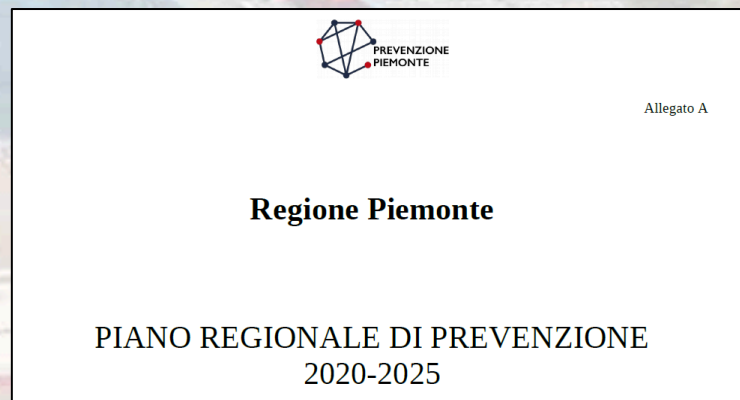 PREVENZIONE
PIEMONTE
Allegato A
Regione Piemonte
PIANO REGIONALE DI PREVENZIONE
2020-2025